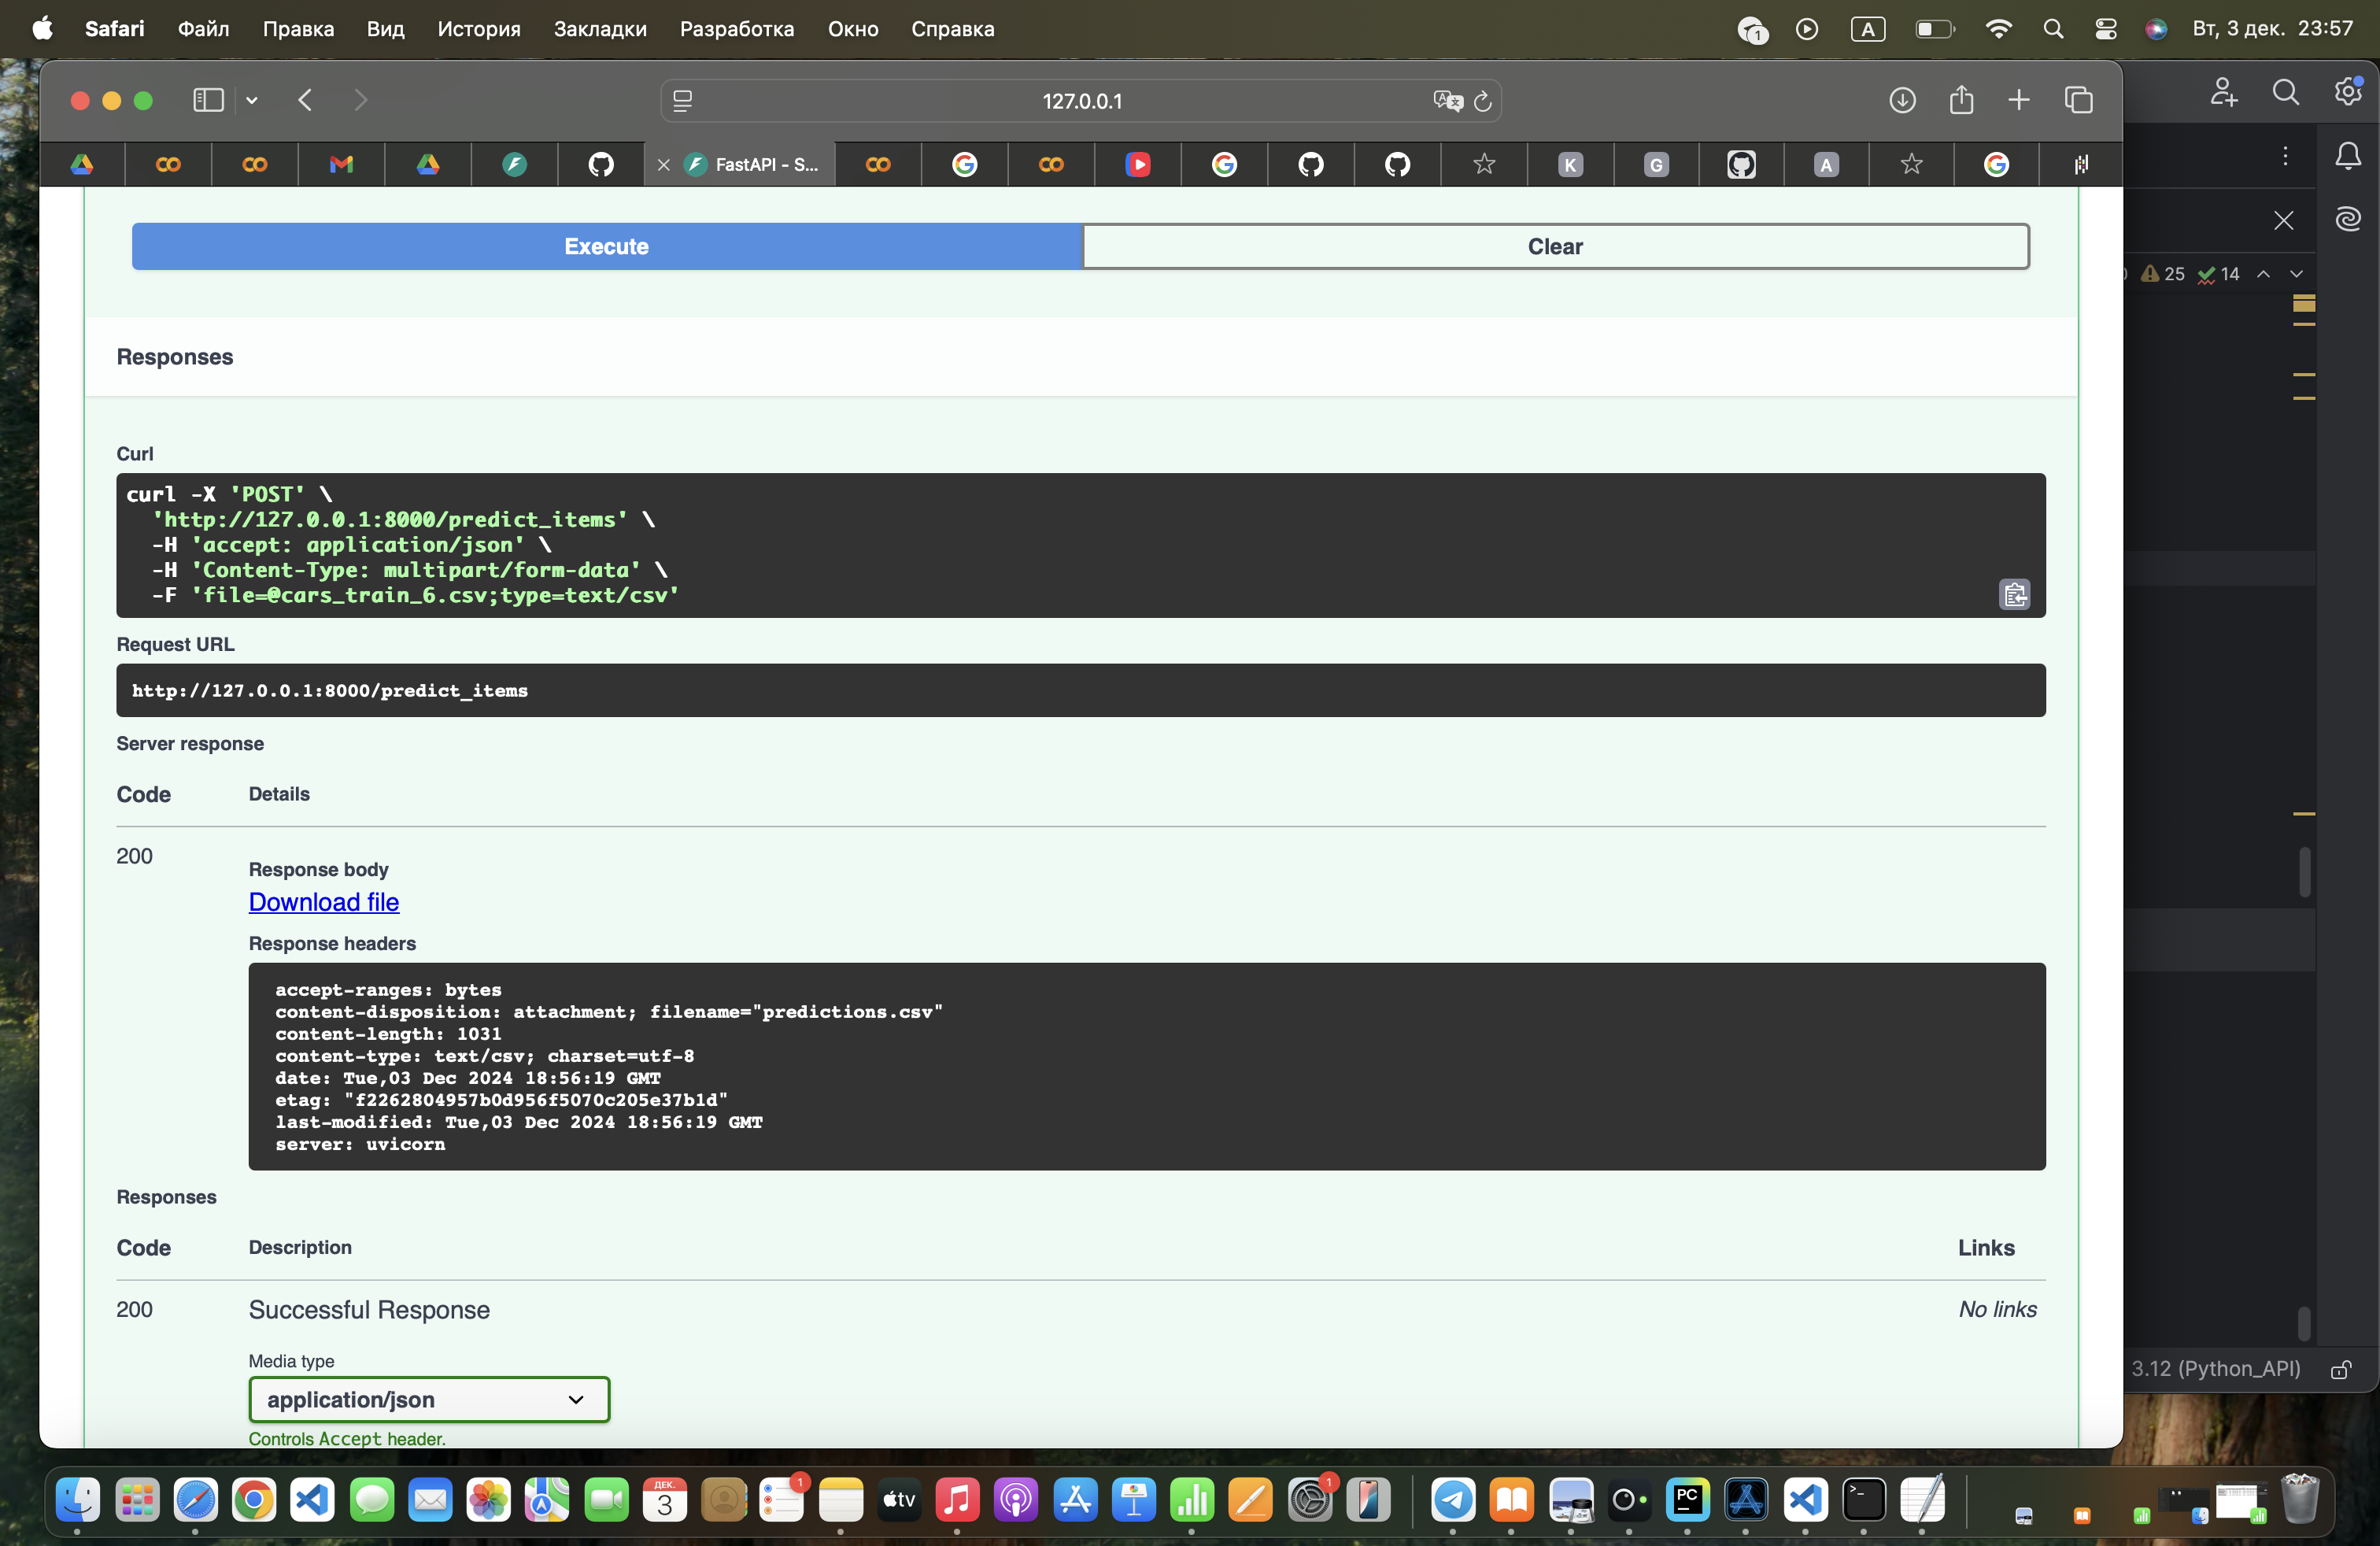 Safari Файл Правка Вид История Закладки Разработка Окно Справка
1 A Вт, 3 дек. 23:57
127.0.0.1
FastAPI - S...
K G A
Execute Clear
25 14
Responses
Curl
curl -X 'POST' \
'http://127.0.0.1:8000/predict_items' \
-H 'accept: application/json' \
-H 'Content-Type: multipart/form-data' \
-F 'file=@cars_train_6.csv;type=text/csv'
Request URL
http://127.0.0.1:8000/predict_items
Server response
Code Details
200
Response body
Download file
Response headers
accept-ranges: bytes
content-disposition: attachment; filename="predictions.csv"
content-length: 1031
content-type: text/csv; charset=utf-8
date: Tue,03 Dec 2024 18:56:19 GMT
etag: "f2262804957b0d956f5070c205e37b1d"
last-modified: Tue,03 Dec 2024 18:56:19 GMT
server: uvicorn
Responses
Code Description Links
200 Successful Response No links
Media type
application/json
Controls Accept header.
3.12 (Python_API)
ДЕК.
3
1
tv
1
PC